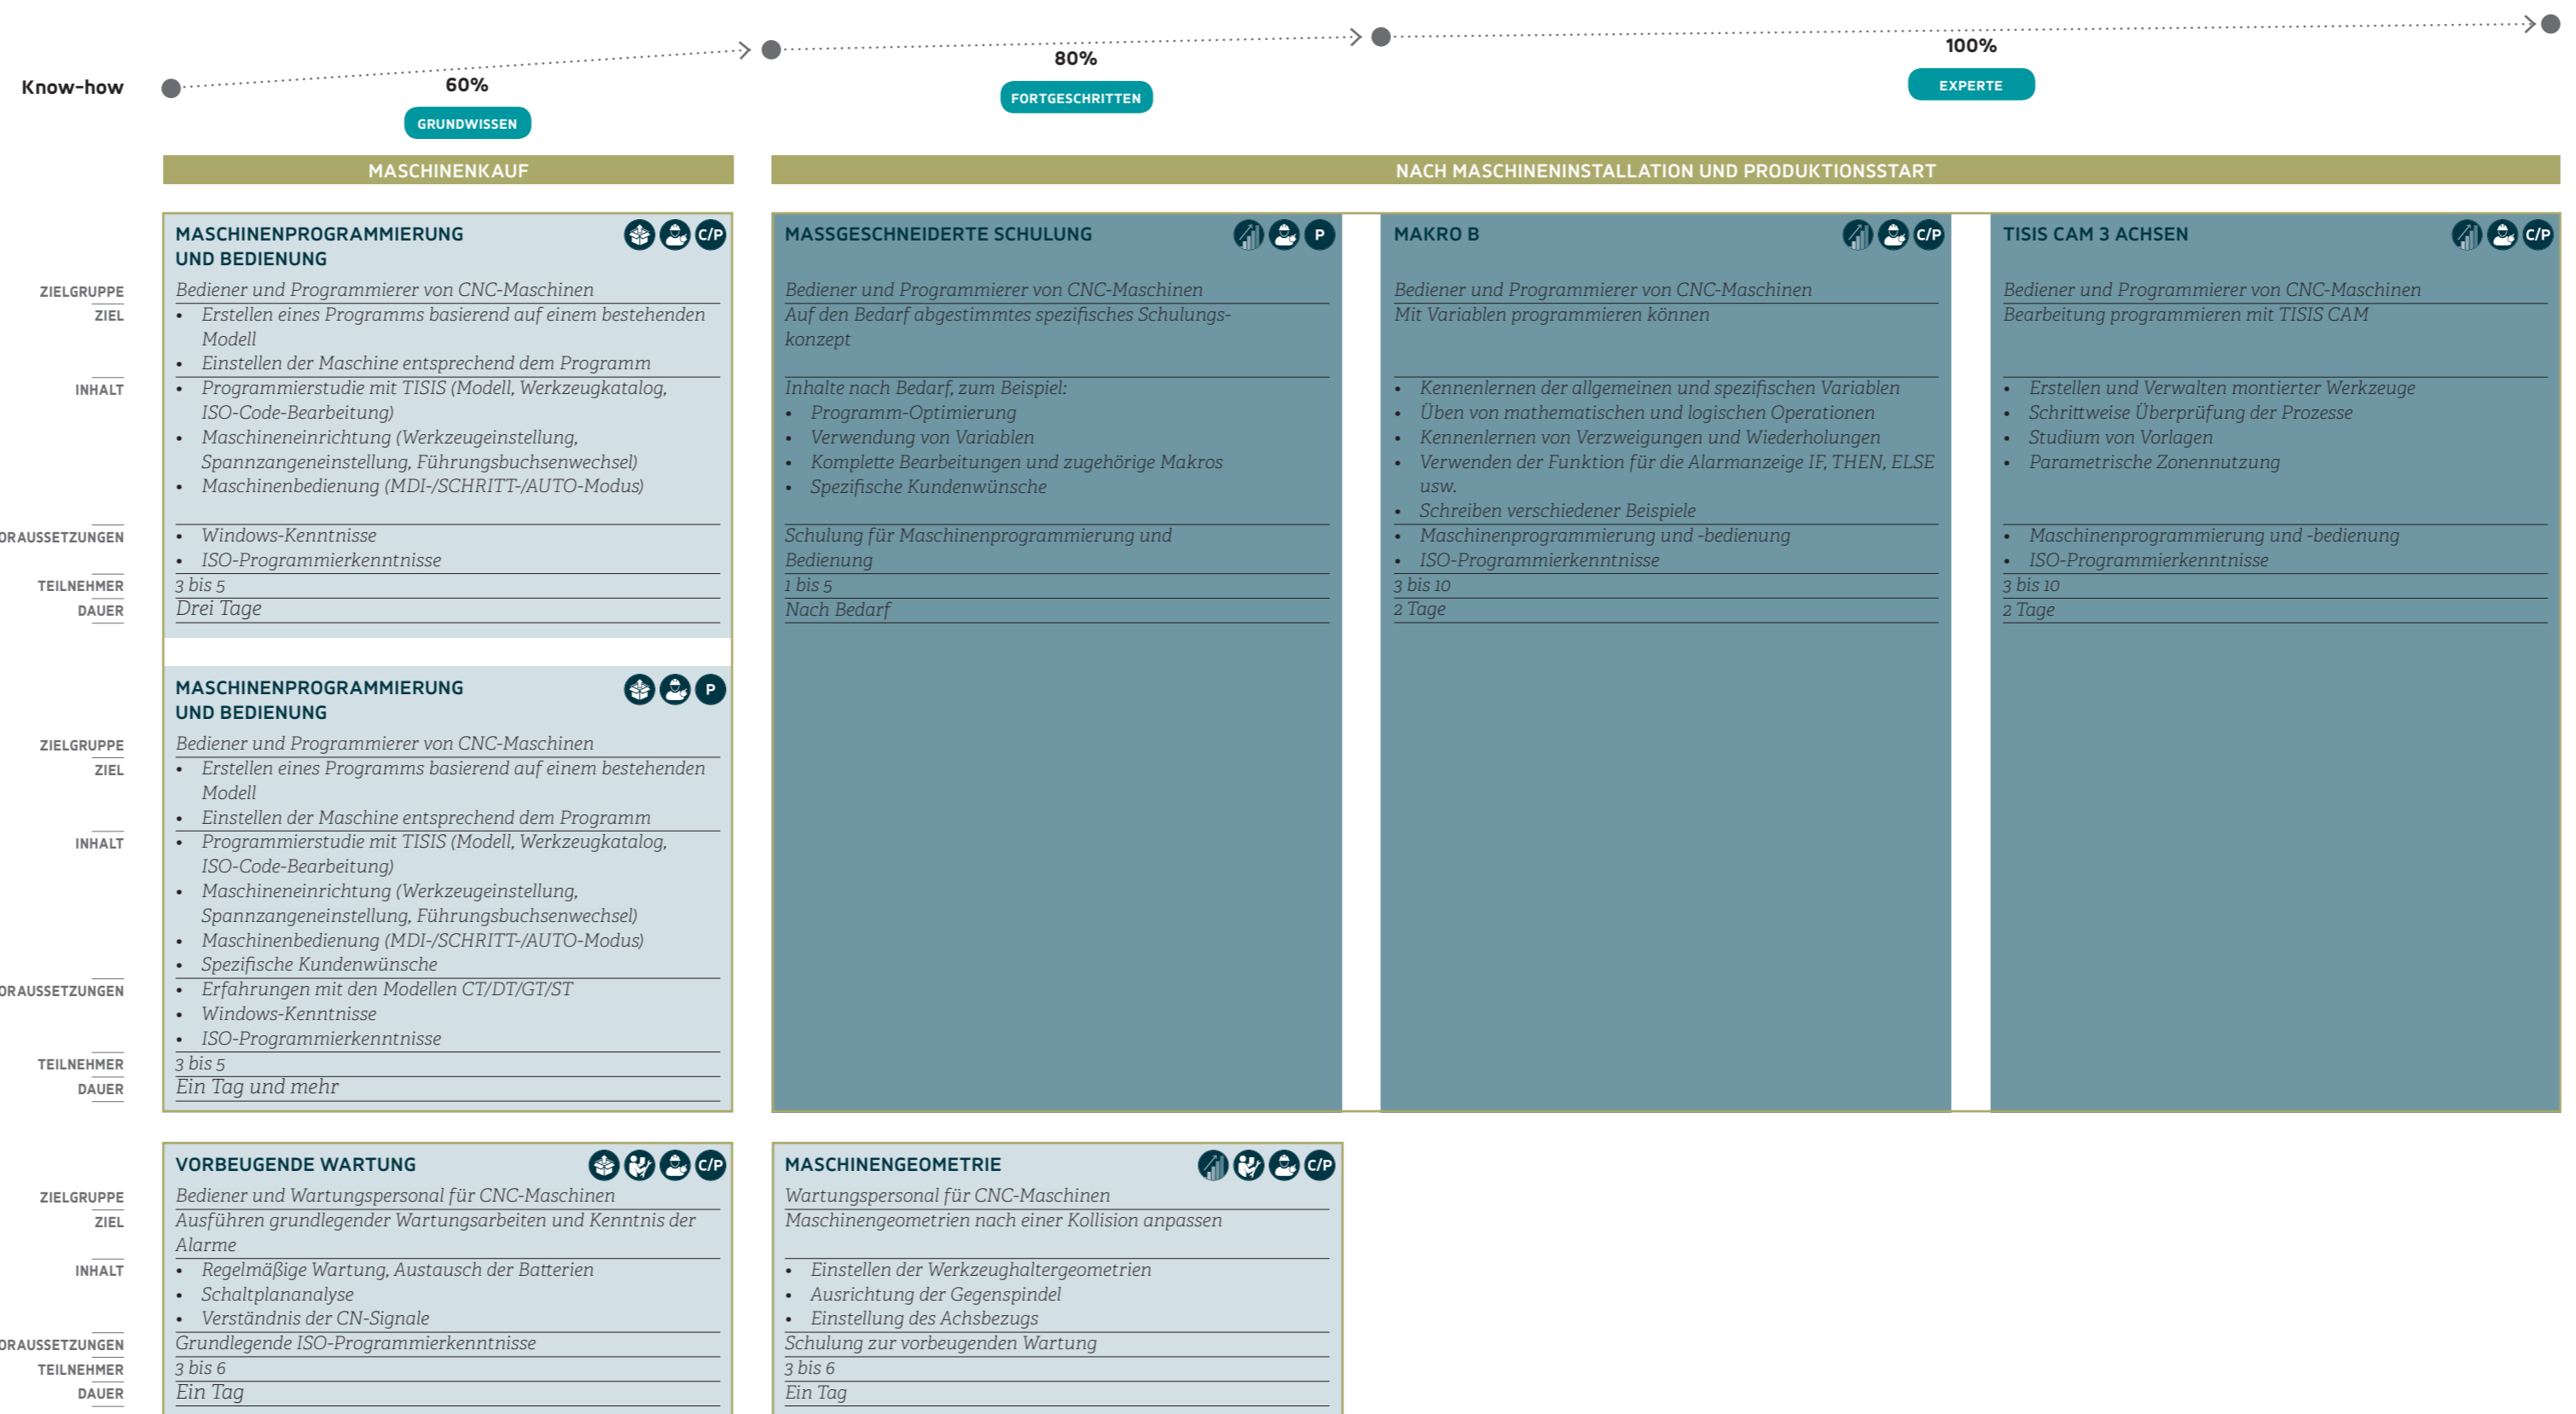 Know-how
60%
GRUNDWISSEN
80%
FORTGESCHRITTEN
100%
EXPERTE
MASCHINENKAUF
NACH MASCHINENINSTALLATION UND PRODUKTIONSSTART
ZIELGRUPPE
ZIEL
INHALT
ORAUSSETZUNGEN
TEILNEHMER
DAUER
MASCHINENPROGRAMMIERUNG
UND BEDIENUNG
C/P
Bediener und Programmierer von CNC-Maschinen
• Erstellen eines Programms basierend auf einem bestehenden
Modell
• Einstellen der Maschine entsprechend dem Programm
• Programmierstudie mit TISIS (Modell, Werkzeugkatalog,
ISO-Code-Bearbeitung)
• Maschineneinrichtung (Werkzeugeinstellung,
Spannzangeneinstellung, Führungsbuchsenwechsel)
• Maschinenbedienung (MDI-/SCHRITT-/AUTO-Modus)
• Windows-Kenntnisse
• ISO-Programmierkenntnisse
3 bis 5
Drei Tage
MASSGESCHNEIDERTE SCHULUNG
P
Bediener und Programmierer von CNC-Maschinen
Auf den Bedarf abgestimmtes spezifisches Schulungs-
konzept
Inhalte nach Bedarf, zum Beispiel:
• Programm-Optimierung
• Verwendung von Variablen
• Komplette Bearbeitungen und zugehörige Makros
• Spezifische Kundenwünsche
Schulung für Maschinenprogrammierung und
Bedienung
1 bis 5
Nach Bedarf
MAKRO B
C/P
Bediener und Programmierer von CNC-Maschinen
Mit Variablen programmieren können
• Kennenlernen der allgemeinen und spezifischen Variablen
• Üben von mathematischen und logischen Operationen
• Kennenlernen von Verzweigungen und Wiederholungen
• Verwenden der Funktion für die Alarmanzeige IF, THEN, ELSE
usw.
• Schreiben verschiedener Beispiele
• Maschinenprogrammierung und -bedienung
• ISO-Programmierkenntnisse
3 bis 10
2 Tage
TISIS CAM 3 ACHSEN
C/P
Bediener und Programmierer von CNC-Maschinen
Bearbeitung programmieren mit TISIS CAM
• Erstellen und Verwalten montierter Werkzeuge
• Schrittweise Überprüfung der Prozesse
• Studium von Vorlagen
• Parametrische Zonennutzung
• Maschinenprogrammierung und -bedienung
• ISO-Programmierkenntnisse
3 bis 10
2 Tage
ZIELGRUPPE
ZIEL
INHALT
ORAUSSETZUNGEN
TEILNEHMER
DAUER
MASCHINENPROGRAMMIERUNG
UND BEDIENUNG
P
Bediener und Programmierer von CNC-Maschinen
• Erstellen eines Programms basierend auf einem bestehenden
Modell
• Einstellen der Maschine entsprechend dem Programm
• Programmierstudie mit TISIS (Modell, Werkzeugkatalog,
ISO-Code-Bearbeitung)
• Maschineneinrichtung (Werkzeugeinstellung,
Spannzangeneinstellung, Führungsbuchsenwechsel)
• Maschinenbedienung (MDI-/SCHRITT-/AUTO-Modus)
• Spezifische Kundenwünsche
• Erfahrungen mit den Modellen CT/DT/GT/ST
• Windows-Kenntnisse
• ISO-Programmierkenntnisse
3 bis 5
Ein Tag und mehr
ZIELGRUPPE
ZIEL
INHALT
ORAUSSETZUNGEN
TEILNEHMER
DAUER
VORBEUGENDE WARTUNG
C/P
Bediener und Wartungspersonal für CNC-Maschinen
Ausführen grundlegender Wartungsarbeiten und Kenntnis der
Alarme
• Regelmäßige Wartung, Austausch der Batterien
• Schaltplananalyse
• Verständnis der CN-Signale
Grundlegende ISO-Programmierkenntnisse
3 bis 6
Ein Tag
MASCHINENGEOMETRIE
C/P
Wartungspersonal für CNC-Maschinen
Maschinengeometrien nach einer Kollision anpassen
• Einstellen der Werkzeughaltergeometrien
• Ausrichtung der Gegenspindel
• Einstellung des Achsbezugs
Schulung zur vorbeugenden Wartung
3 bis 6
Ein Tag